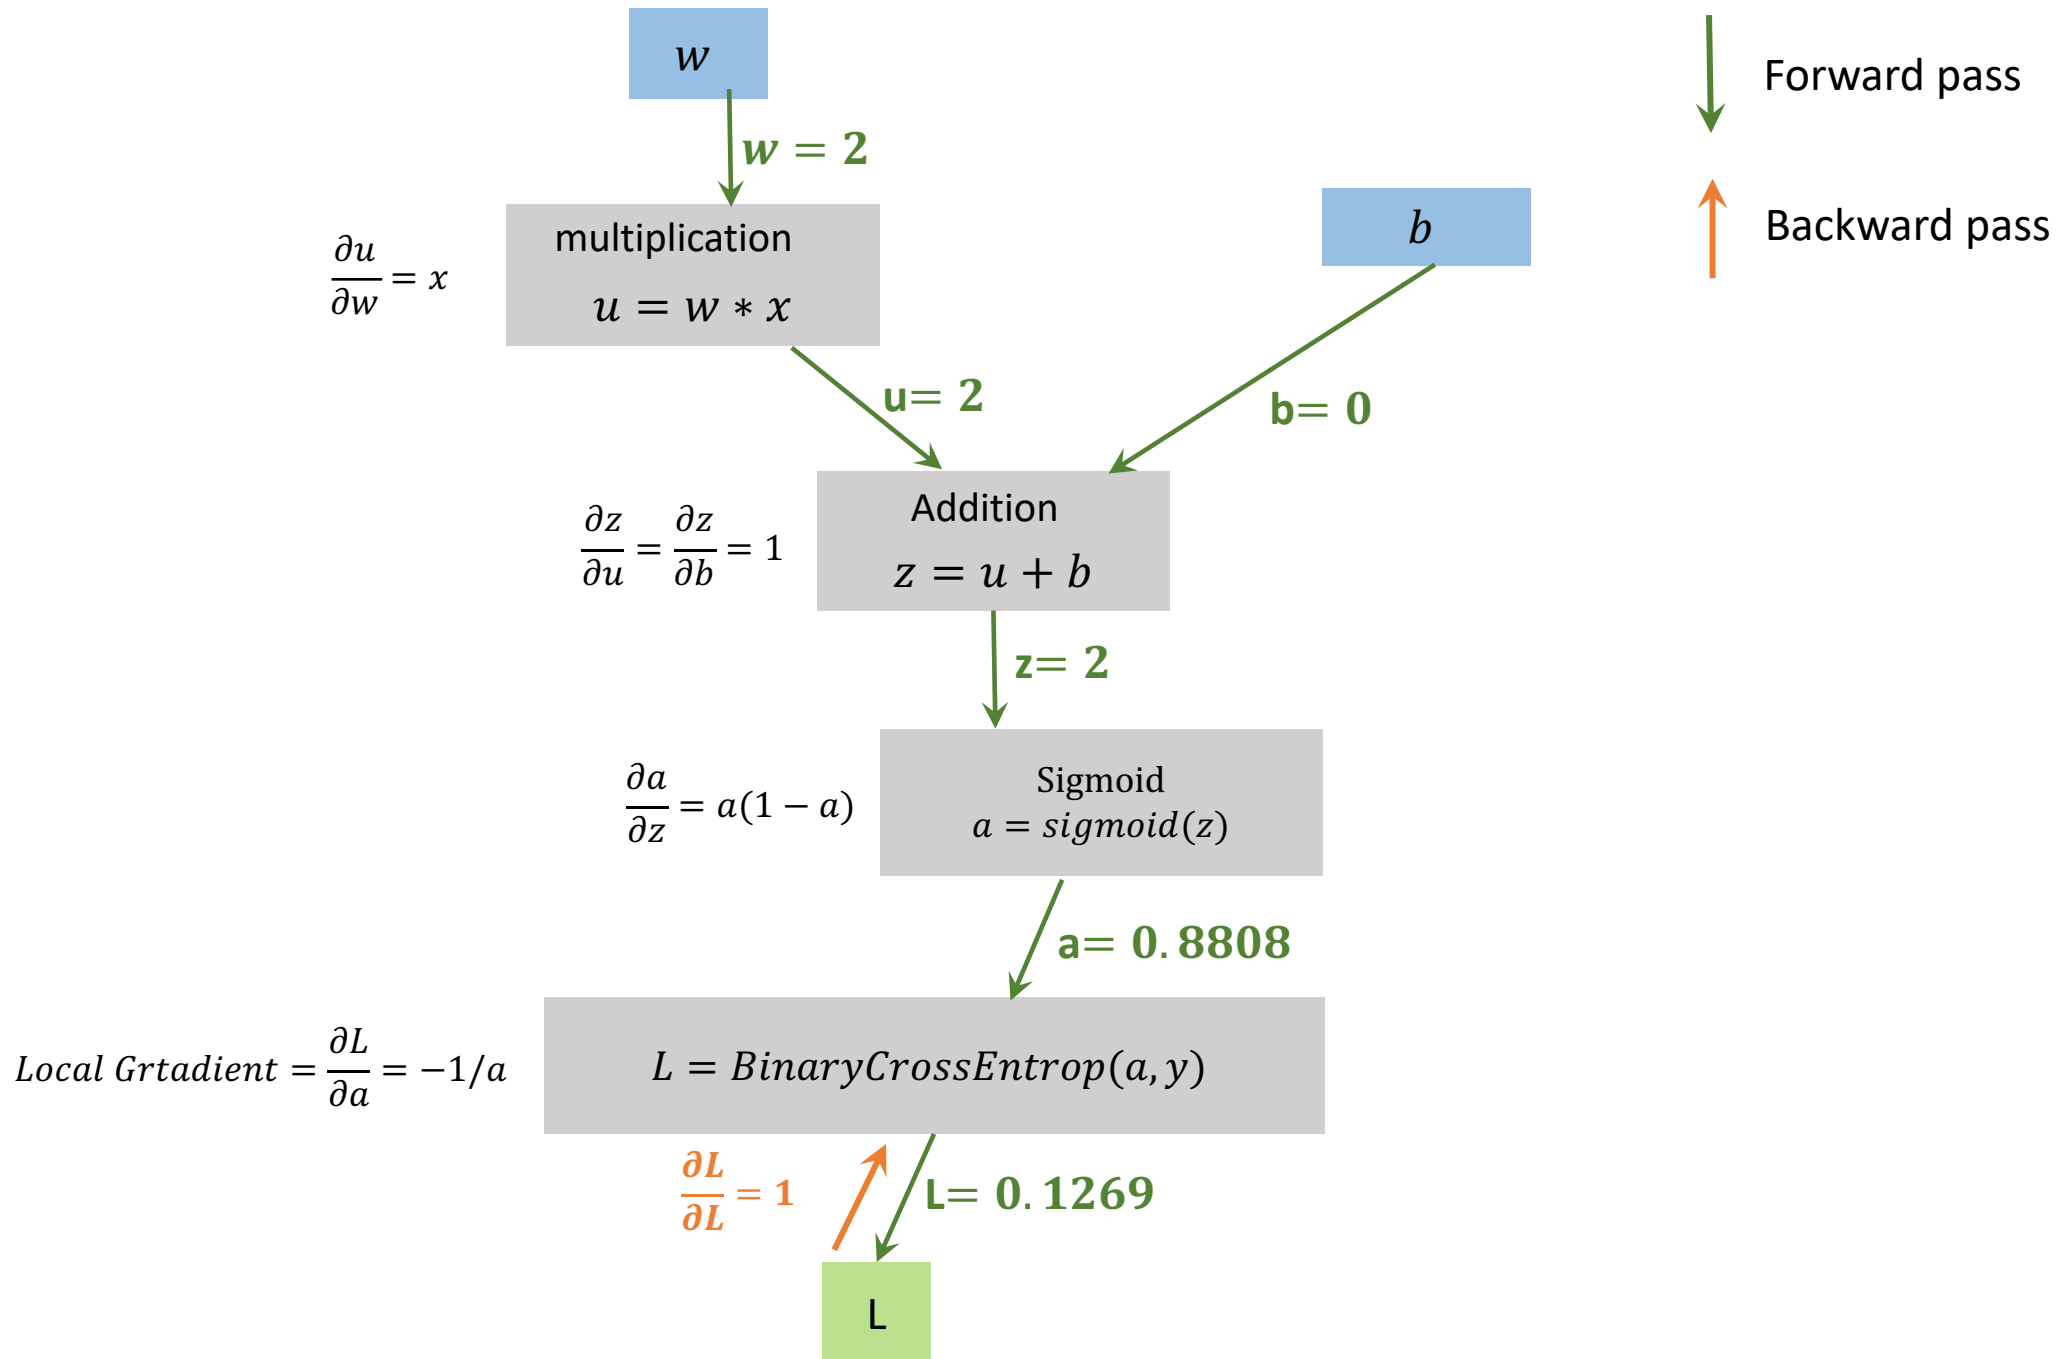 w
Forward pass
w = 2
Backward pass
b
∂u/∂w = x
multiplication
u = w ∗ x
u= 2
b= 0
∂z/∂u = ∂z/∂b = 1
Addition
z = u + b
z= 2
∂a/∂z = a(1 − a)
Sigmoid
a = sigmoid(z)
a= 0.8808
Local Grtadient = ∂L/∂a = −1/a
L = BinaryCrossEntrop(a, y)
∂L/∂L = 1
L= 0.1269
L